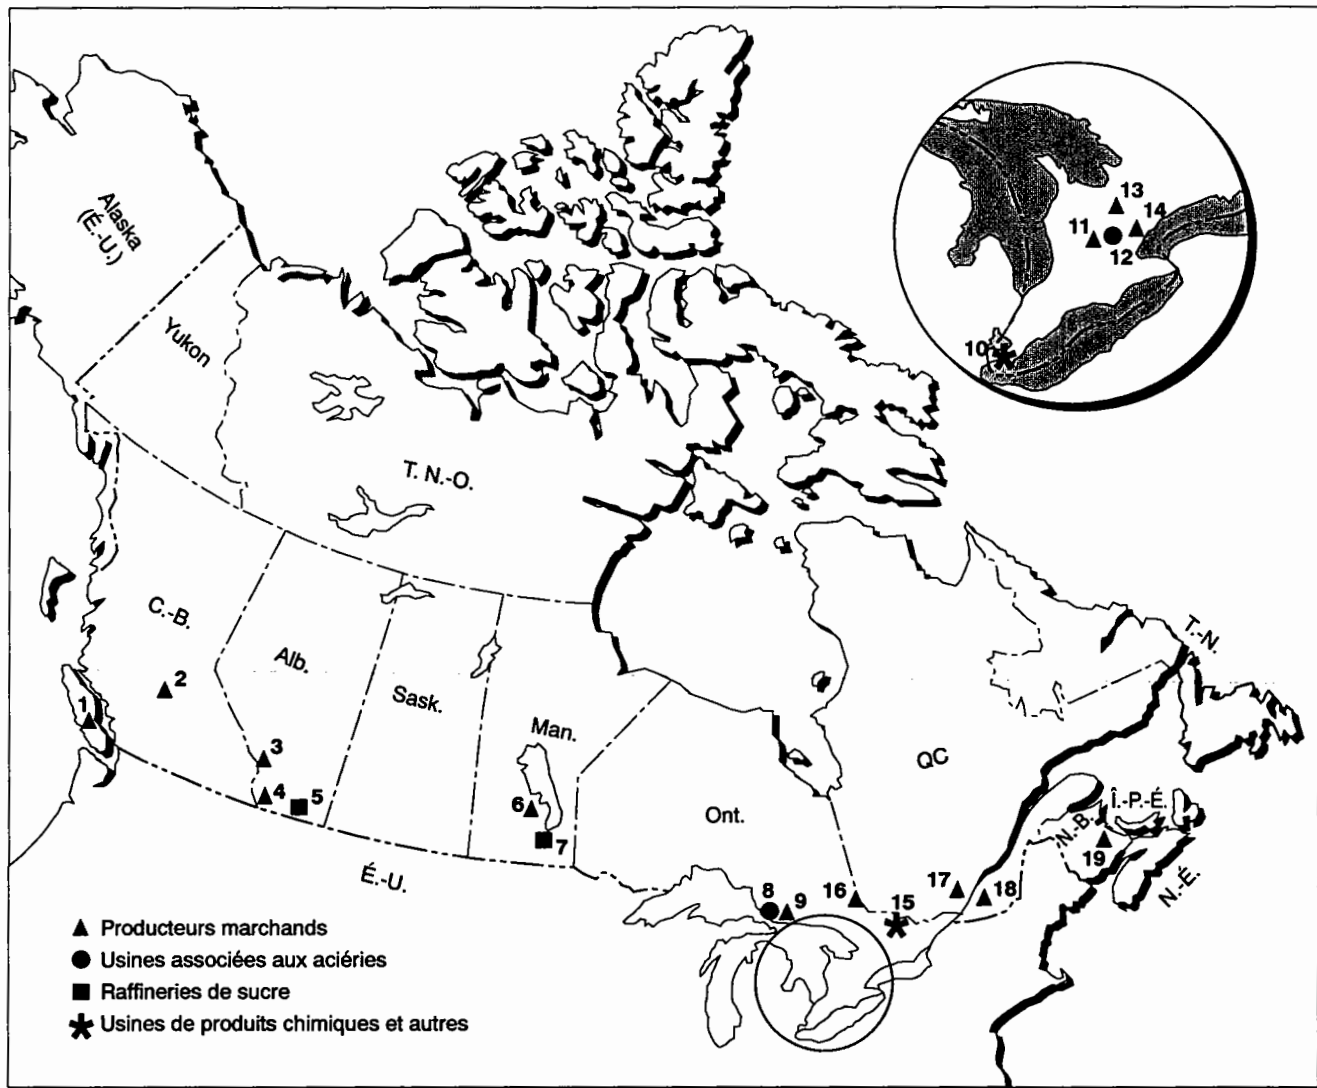 13
14
11
12
10
Alaska
(É.-U.)
Yukon
T. N.-O.
C.-B.
Alb.
Sask.
Man.
Ont.
QC
T.-N.
Î.-P.-É.
N.-B.
N.-É.
É.-U.
1
2
3
4
5
6
7
8
9
16
15
17
18
19
▲ Producteurs marchands
● Usines associées aux aciéries
■ Raffineries de sucre
* Usines de produits chimiques et autres